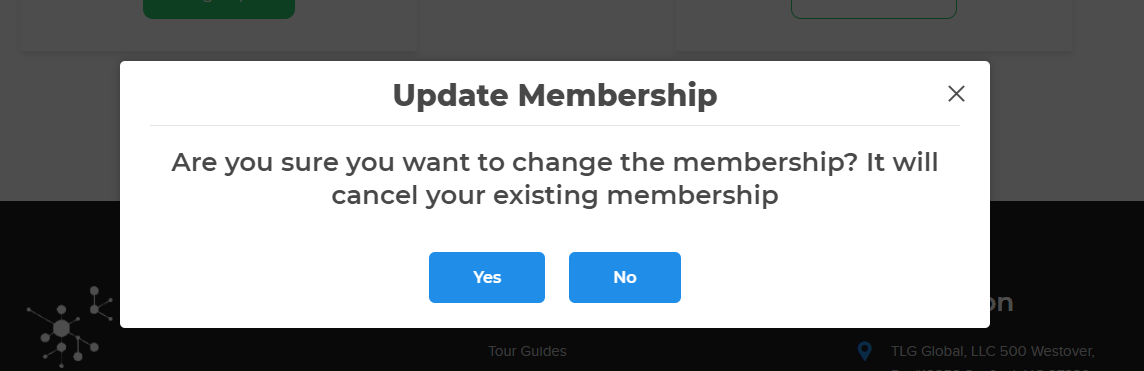 Update Membership
Are you sure you want to change the membership? It will
cancel your existing membership
Yes
No
on
Tour Guides
TLG Global, LLC 500 Westover,